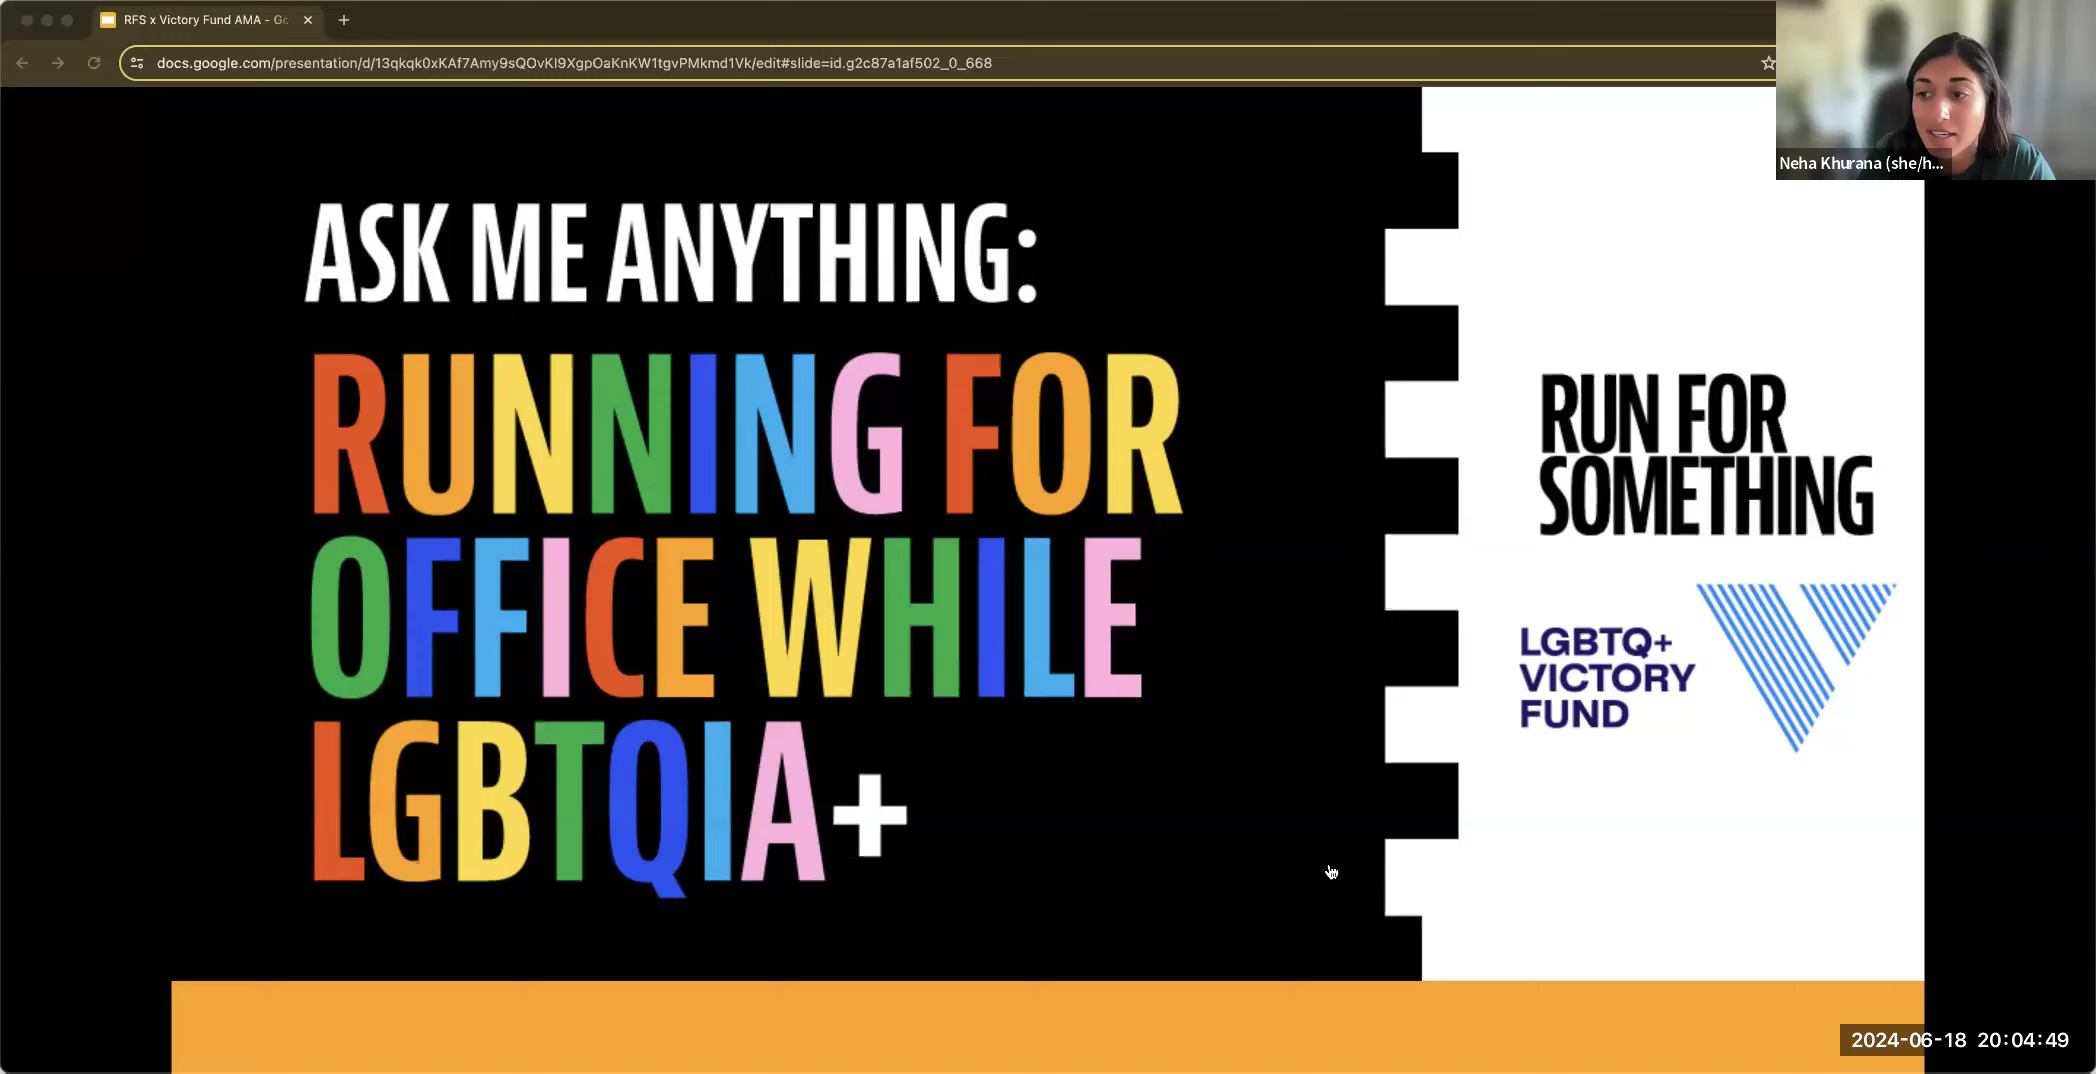 RFS x Victory Fund AMA - Go
docs.google.com/presentation/d/13qkqk0xKAf7Amy9sQOvKl9XgpOaKnKW1tgvPMkmd1Vk/edit#slide=id.g2c87a1af502_0_668
Neha Khurana (she/h...
ASK ME ANYTHING:
RUNNING FOR
OFFICE WHILE
LGBTQIA+
RUN FOR
SOMETHING
LGBTQ+
VICTORY
FUND
2024-06-18 20:04:49